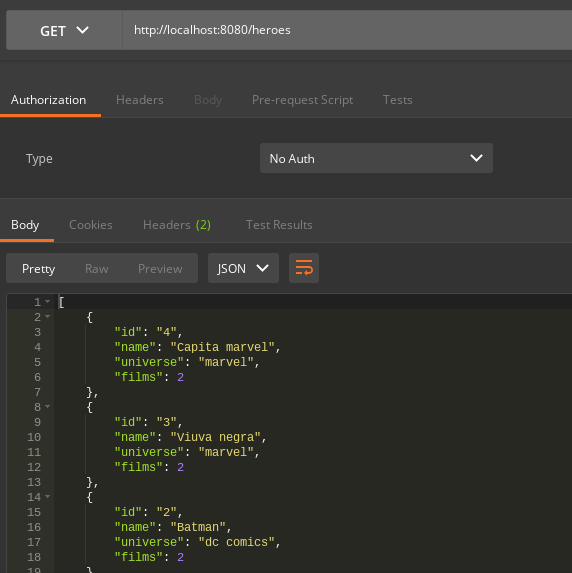 GET http://localhost:8080/heroes
Authorization Headers Body Pre-request Script Tests
Type No Auth
Body Cookies Headers (2) Test Results
Pretty Raw Preview JSON
1 [
2 {
3 "id": "4",
4 "name": "Capita marvel",
5 "universe": "marvel",
6 "films": 2
7 },
8 {
9 "id": "3",
10 "name": "Viuva negra",
11 "universe": "marvel",
12 "films": 2
13 },
14 {
15 "id": "2",
16 "name": "Batman",
17 "universe": "dc comics",
18 "films": 2
19 }